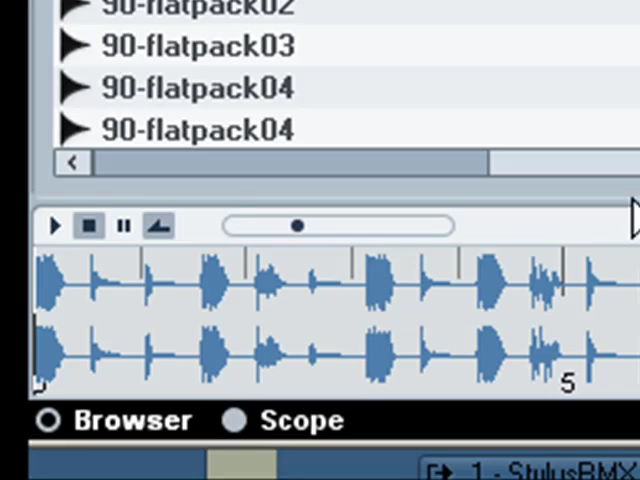 90-flatpack02
90-flatpack03
90-flatpack04
90-flatpack04
5
Browser Scope
1 - StylusBMX